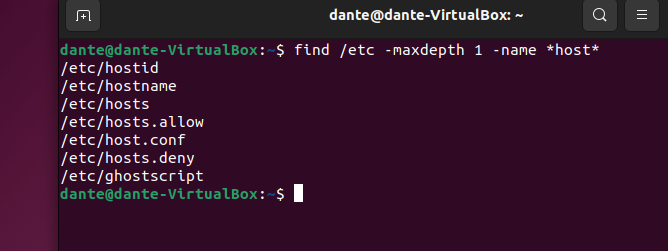 dante@dante-VirtualBox: ~
dante@dante-VirtualBox:~$ find /etc -maxdepth 1 -name *host*
/etc/hostid
/etc/hostname
/etc/hosts
/etc/hosts.allow
/etc/host.conf
/etc/hosts.deny
/etc/ghostscript
dante@dante-VirtualBox:~$